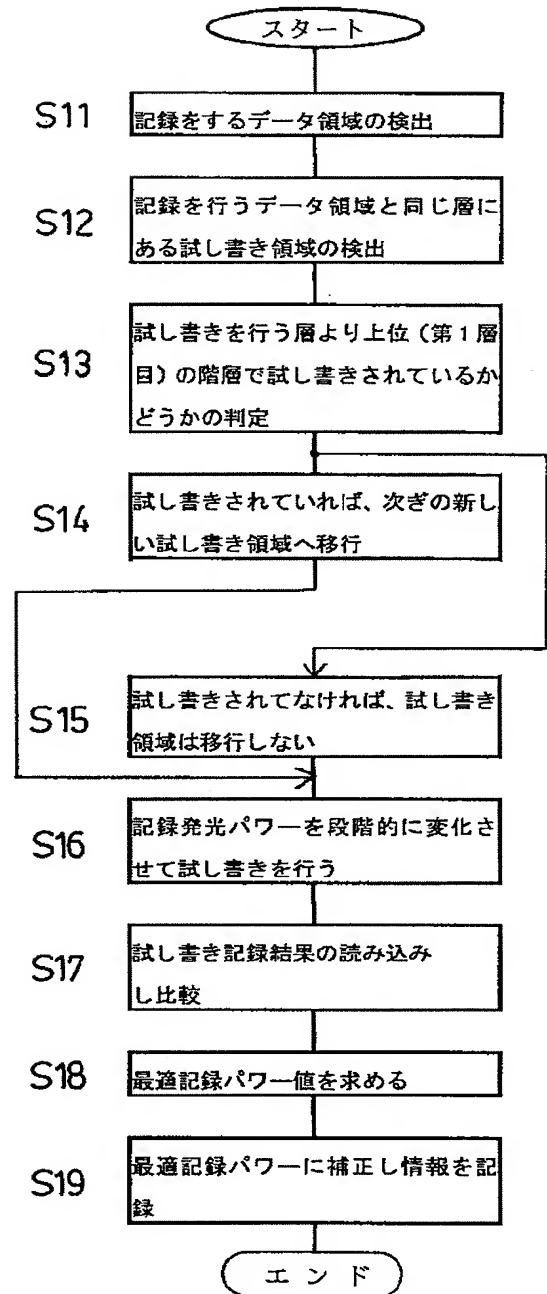 スタート
S11
記録をするデータ領域の検出
S12
記録を行うデータ領域と同じ層に
ある試し書き領域の検出
S13
試し書きを行う層より上位(第1層
目)の階層で試し書きされているか
どうかの判定
S14
試し書きされていれば、次ぎの新し
い試し書き領域へ移行
S15
試し書きされてなければ、試し書き
領域は移行しない
S16
記録発光パワーを段階的に変化さ
せて試し書きを行う
S17
試し書き記録結果の読み込み
し比較
S18
最適記録パワー値を求める
S19
最適記録パワーに補正し情報を記
録
エンド